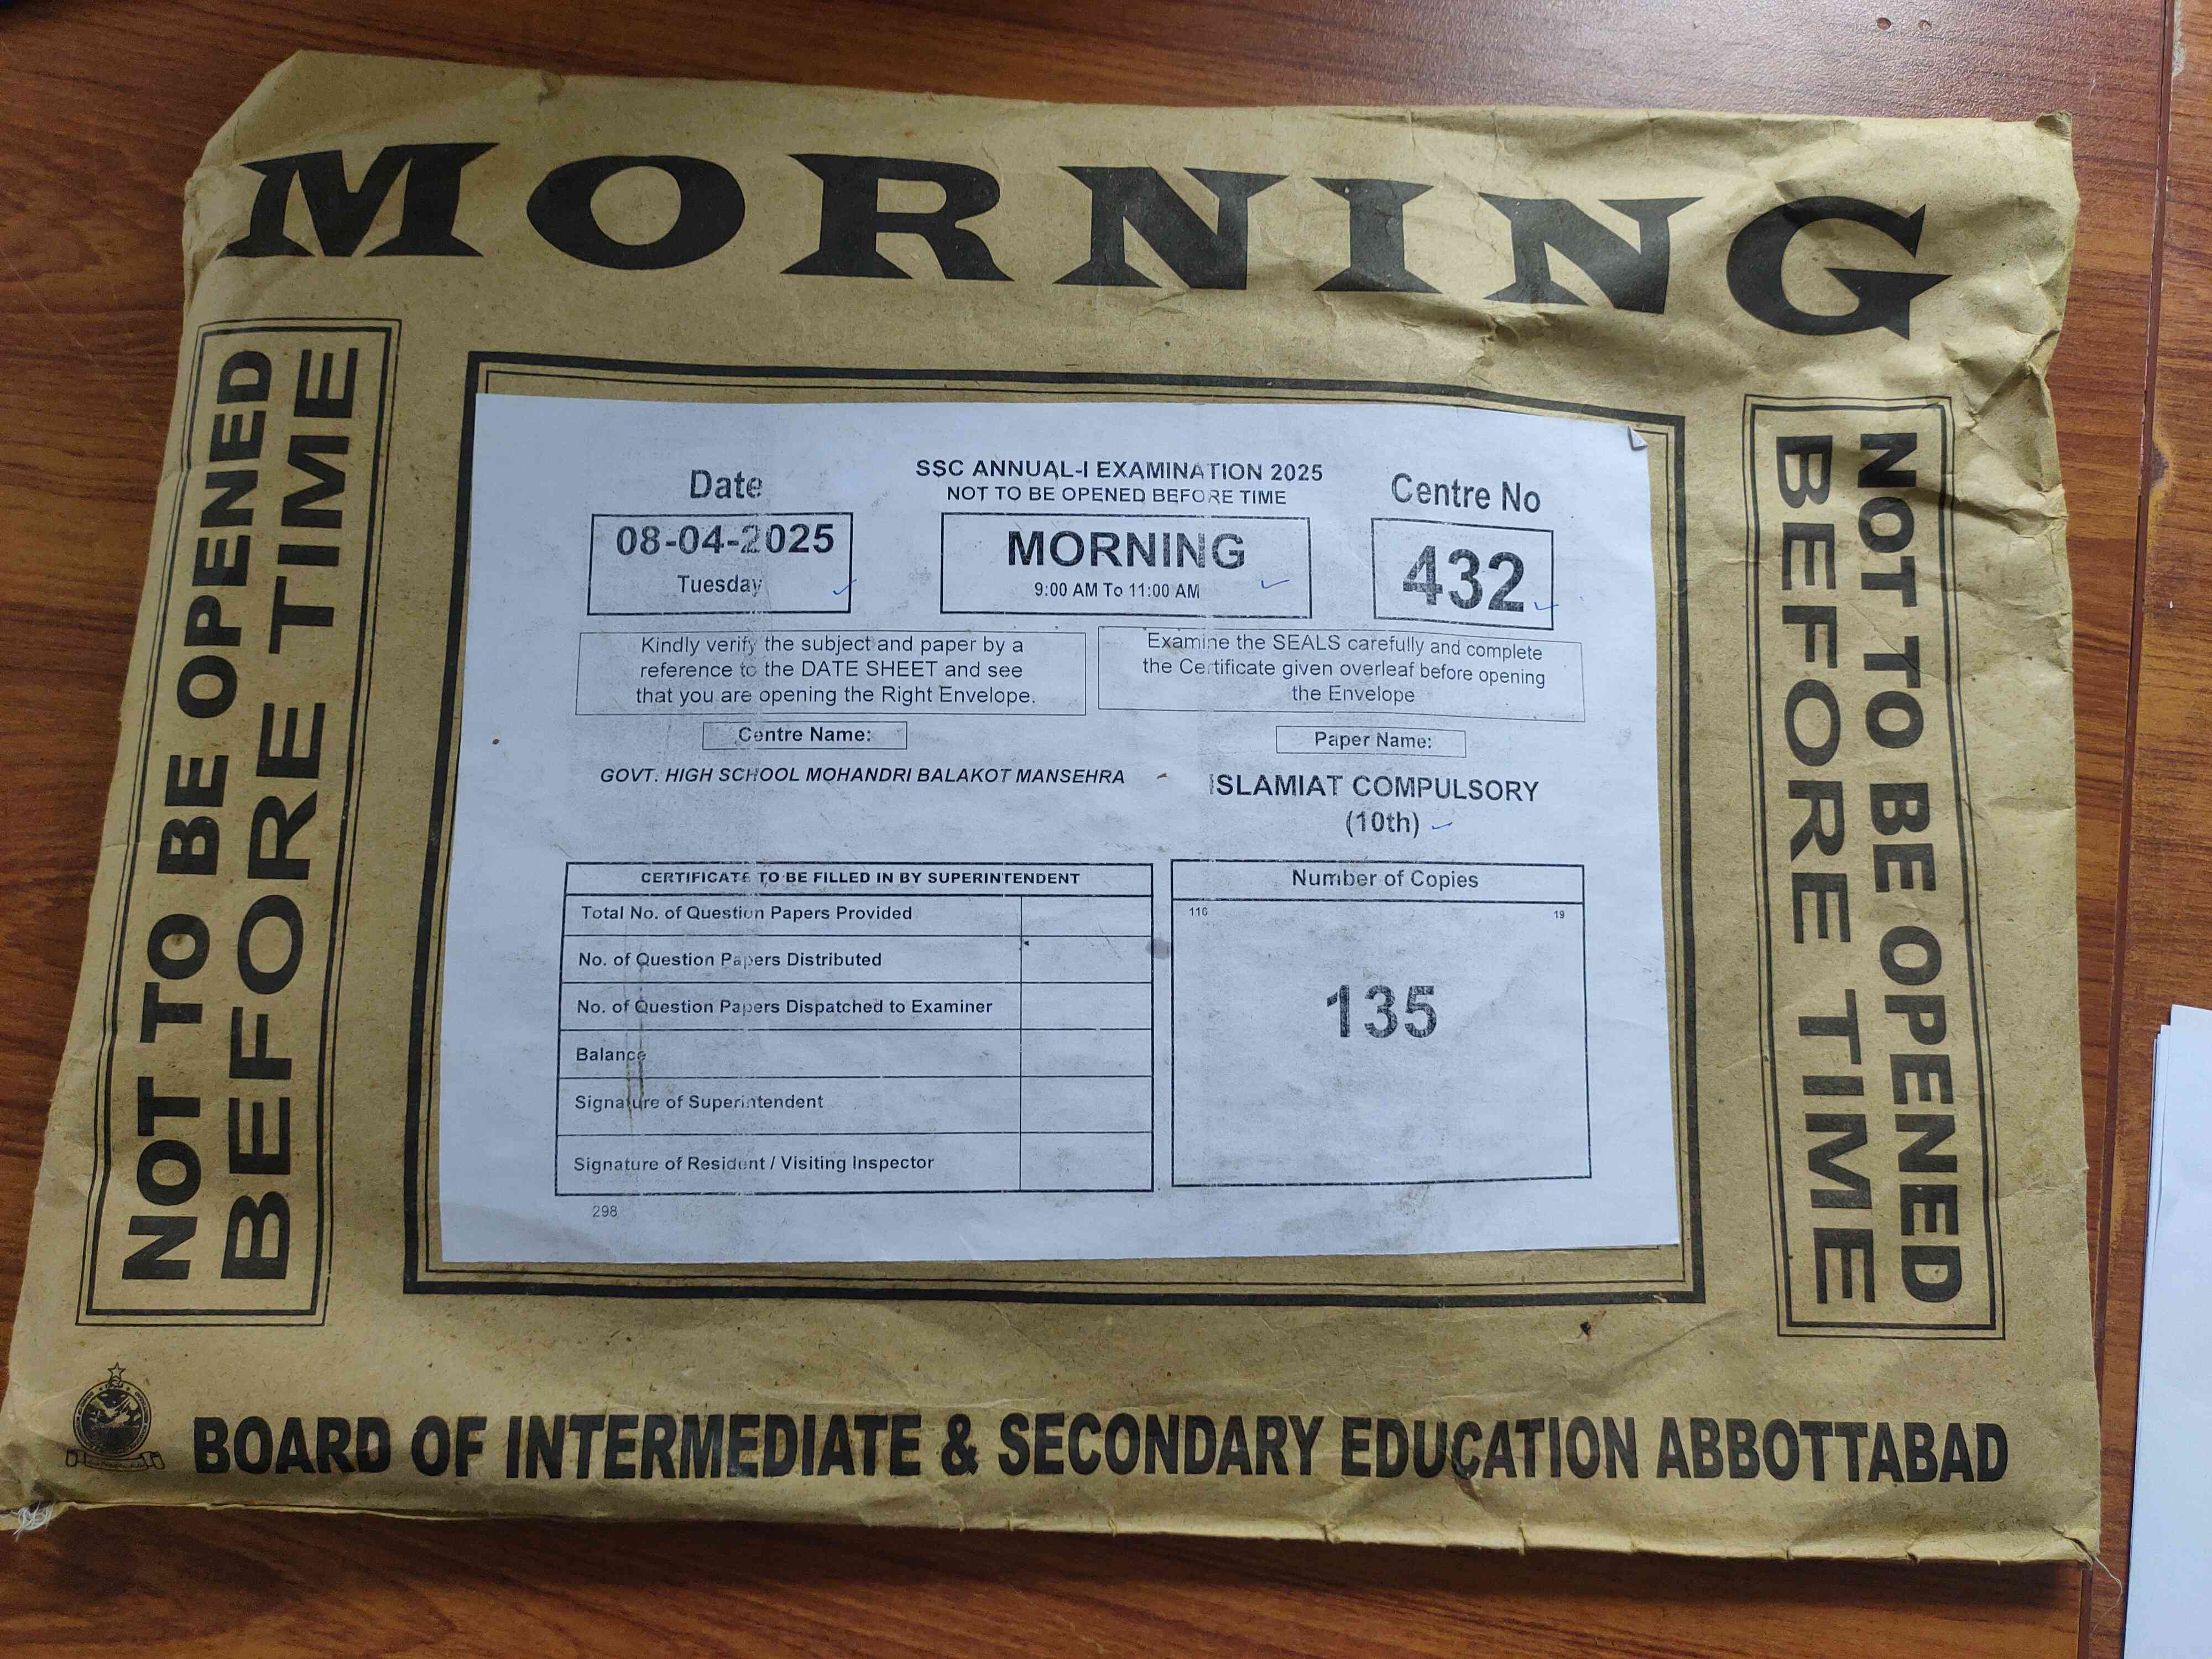 MORNING
NOT TO BE OPENED
BEFORE TIME
Date
08-04-2025
Tuesday
SSC ANNUAL-I EXAMINATION 2025
NOT TO BE OPENED BEFORE TIME
MORNING
9:00 AM To 11:00 AM
Centre No
432
Kindly verify the subject and paper by a
reference to the DATE SHEET and see
that you are opening the Right Envelope.
Examine the SEALS carefully and complete
the Certificate given overleaf before opening
the Envelope
Centre Name:
GOVT. HIGH SCHOOL MOHANDRI BALAKOT MANSEHRA
Paper Name:
ISLAMIAT COMPULSORY
(10th)
CERTIFICATE TO BE FILLED IN BY SUPERINTENDENT
Total No. of Question Papers Provided
No. of Question Papers Distributed
No. of Question Papers Dispatched to Examiner
Balance
Signature of Superintendent
Signature of Resident / Visiting Inspector
298
Number of Copies
116 19
135
NOT TO BE OPENED
BEFORE TIME
BOARD OF INTERMEDIATE & SECONDARY EDUCATION ABBOTTABAD